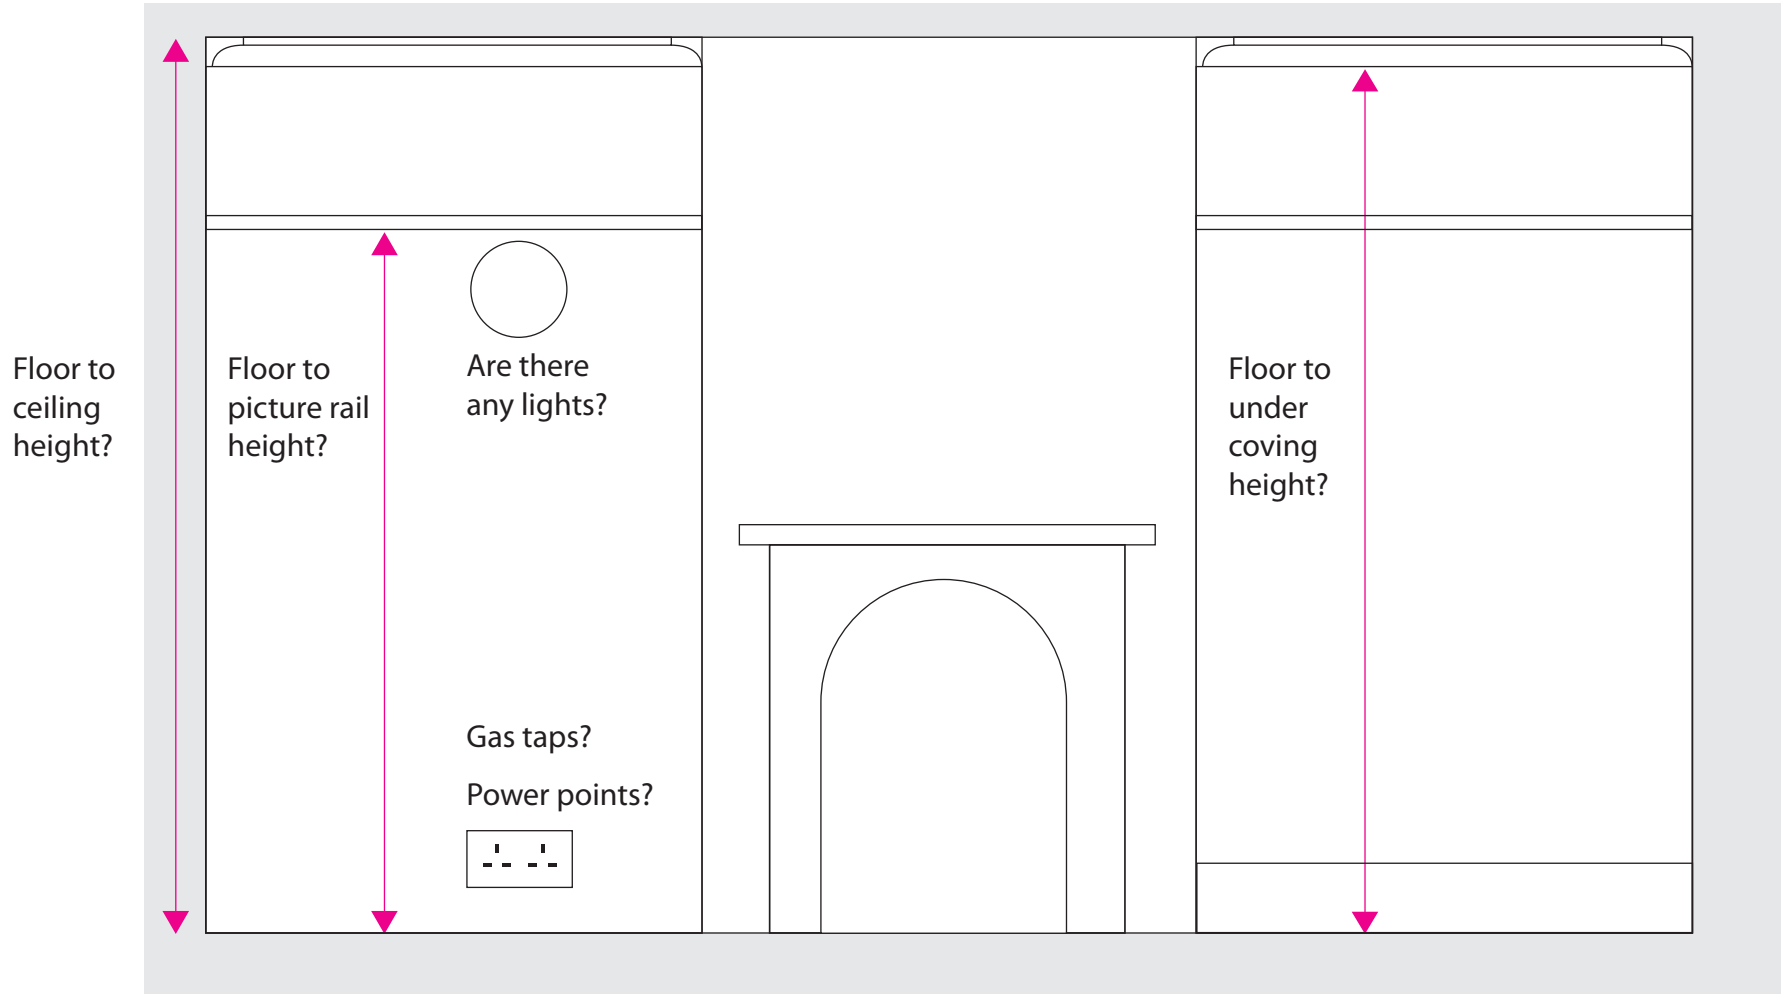 Floor to
ceiling
height?
Floor to
picture rail
height?
Are there
any lights?
Gas taps?
Power points?
Floor to
under
coving
height?